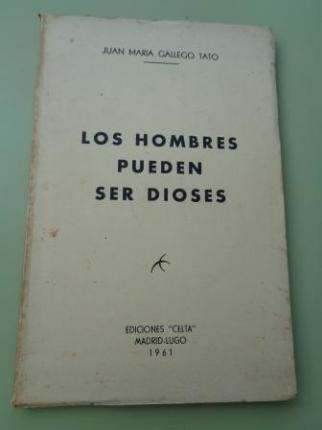 JUAN MARIA GALLEGO TATO
LOS HOMBRES
PUEDEN
SER DIOSES
EDICIONES "CELTA"
MADRID-LUGO
1961